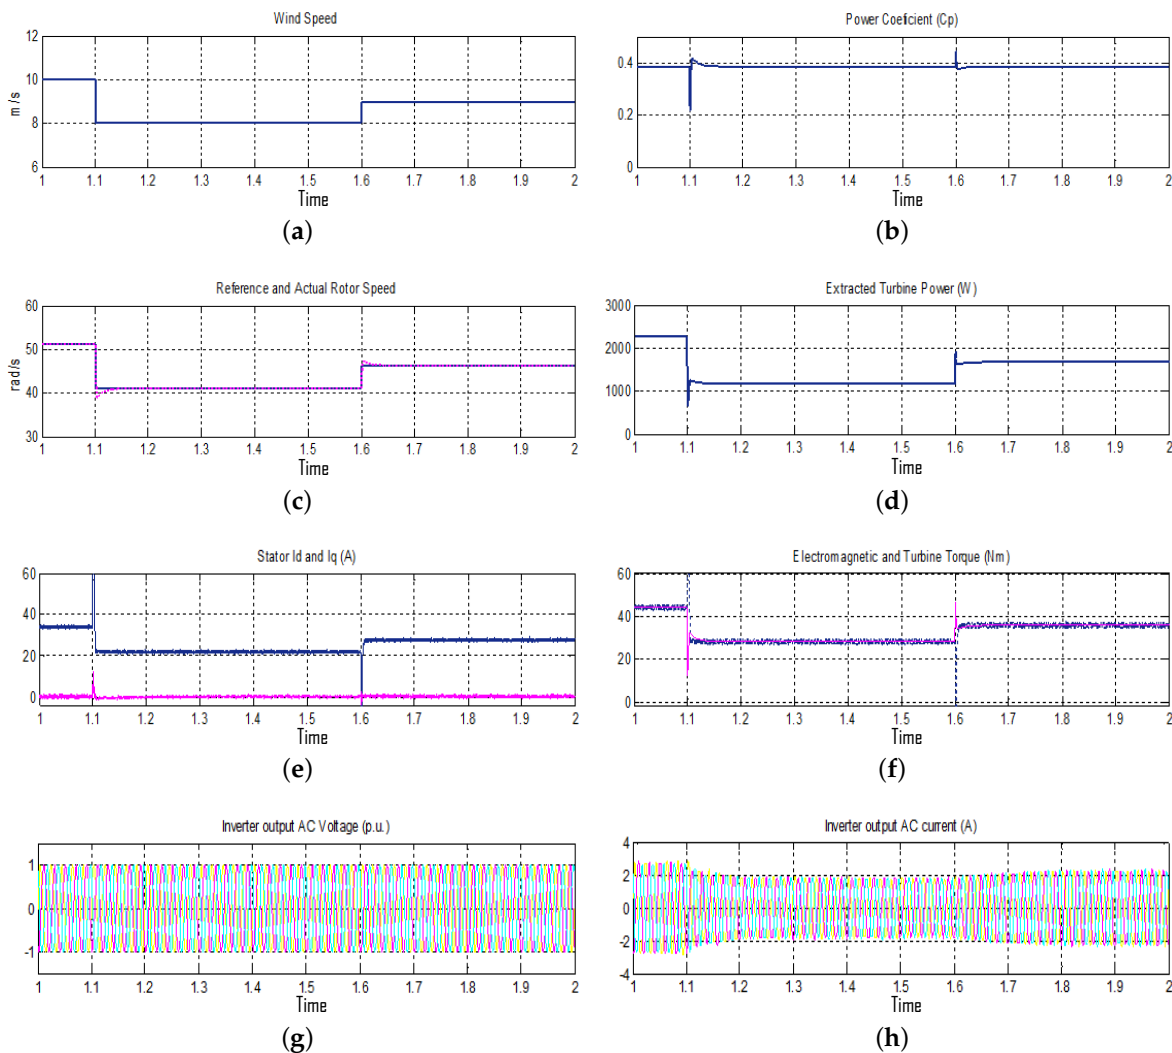 Wind Speed
12
10
8
6
m/s
1 1.1 1.2 1.3 1.4 1.5 1.6 1.7 1.8 1.9 2
Time
(a)
Power Coeficient (Cp)
0.4
0.2
0
1 1.1 1.2 1.3 1.4 1.5 1.6 1.7 1.8 1.9 2
Time
(b)
Reference and Actual Rotor Speed
60
50
40
30
rad/s
1 1.1 1.2 1.3 1.4 1.5 1.6 1.7 1.8 1.9 2
Time
(c)
Extracted Turbine Power (W)
3000
2000
1000
0
1 1.1 1.2 1.3 1.4 1.5 1.6 1.7 1.8 1.9 2
Time
(d)
Stator Id and Iq (A)
60
40
20
0
1 1.1 1.2 1.3 1.4 1.5 1.6 1.7 1.8 1.9 2
Time
(e)
Electromagnetic and Turbine Torque (Nm)
60
40
20
0
1 1.1 1.2 1.3 1.4 1.5 1.6 1.7 1.8 1.9 2
Time
(f)
Inverter output AC Voltage (p.u.)
1
0
-1
1 1.1 1.2 1.3 1.4 1.5 1.6 1.7 1.8 1.9 2
Time
(g)
Inverter output AC current (A)
4
2
0
-2
-4
1 1.1 1.2 1.3 1.4 1.5 1.6 1.7 1.8 1.9 2
Time
(h)